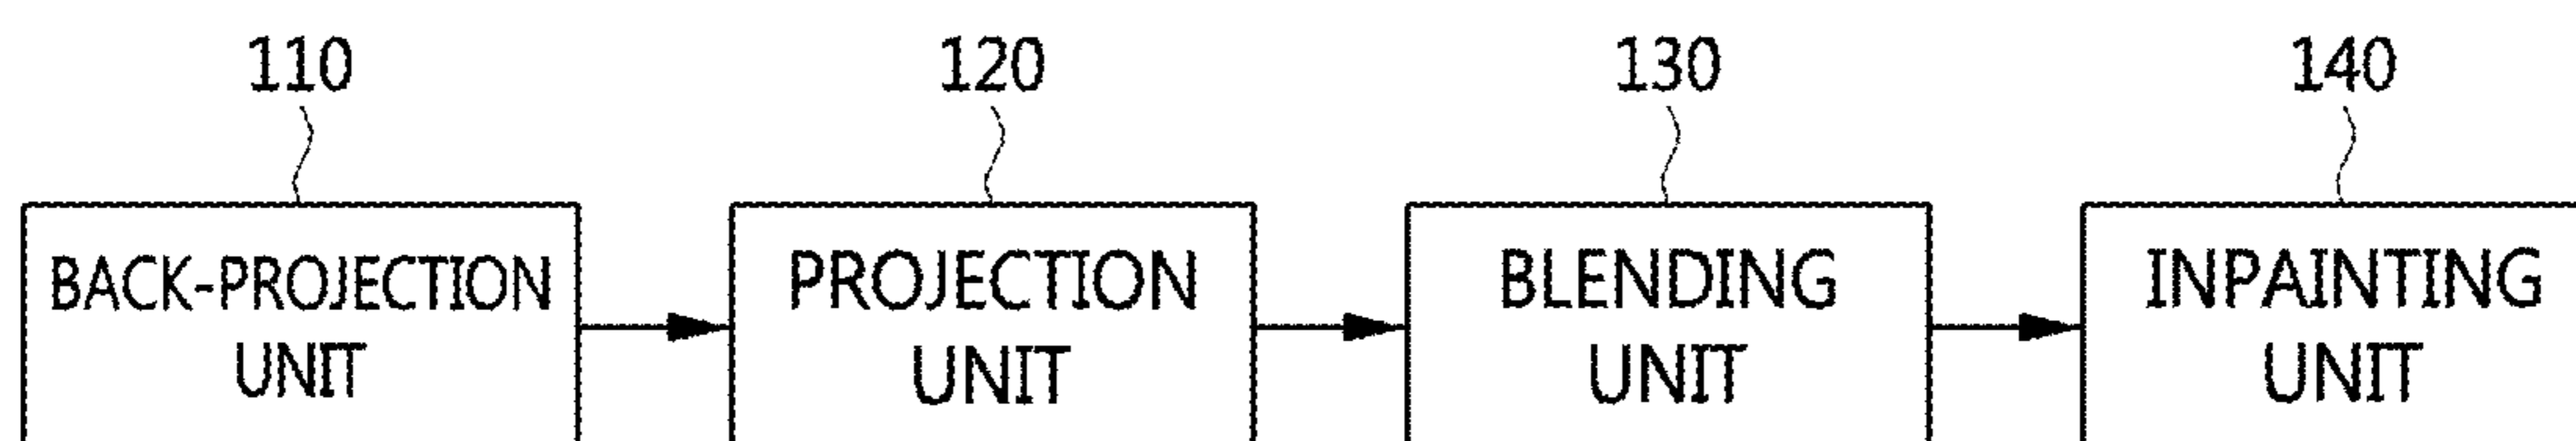 110
120
130
140
BACK-PROJECTION
UNIT
PROJECTION
UNIT
BLENDING
UNIT
INPAINTING
UNIT